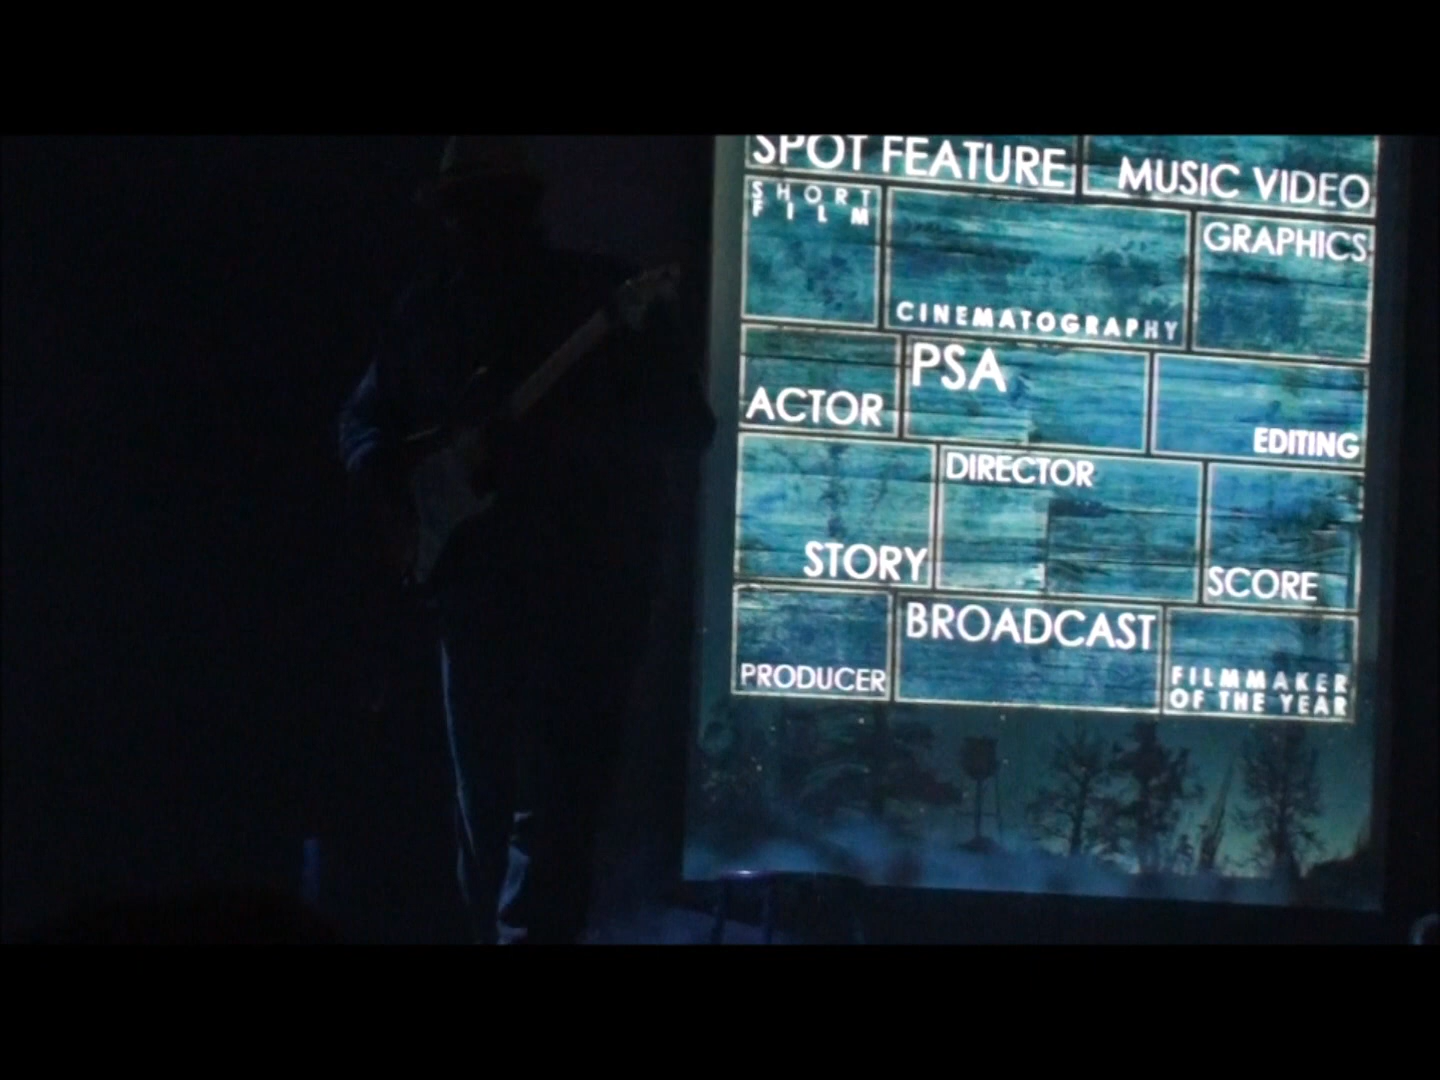 SPOT FEATURE
MUSIC VIDEO
SHORT
FILM
CINEMATOGRAPHY
GRAPHICS
ACTOR
PSA
EDITING
STORY
DIRECTOR
SCORE
PRODUCER
BROADCAST
FILMMAKER
OF THE YEAR